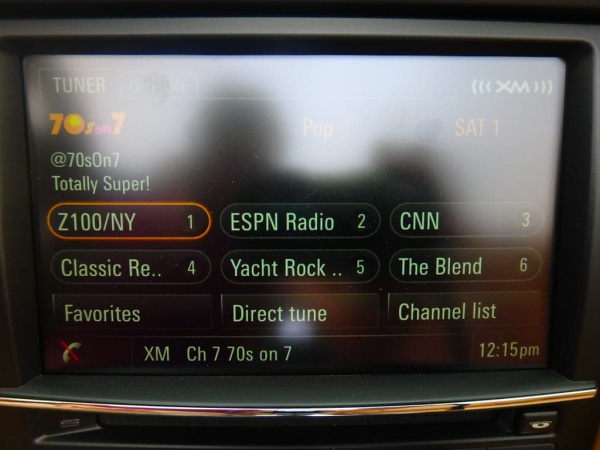 TUNER OPTION ((( XM )))
70s on 7 Pop SAT 1
@70sOn7
Totally Super!
Z100/NY 1 ESPN Radio 2 CNN 3
Classic Re.. 4 Yacht Rock .. 5 The Blend 6
Favorites Direct tune Channel list
XM Ch 7 70s on 7 12:15pm